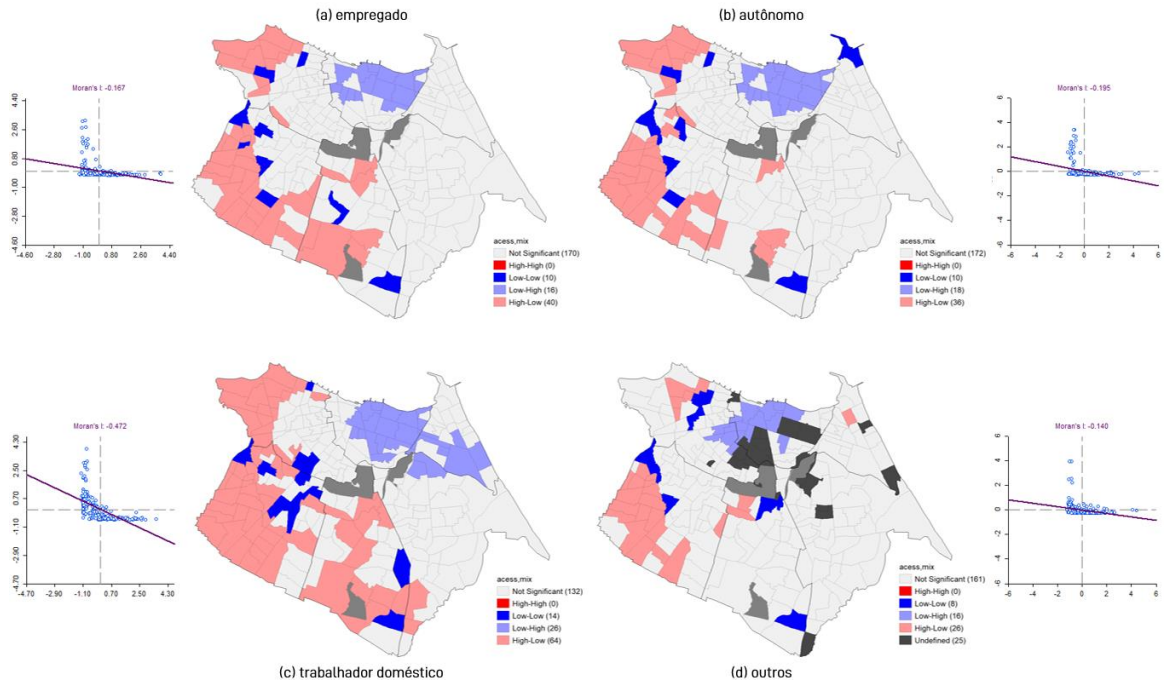 (a) empregado
(b) autônomo
Moran's I: -0.167
4.40
2.60
0.80
-1.00
-2.80
-4.60
-4.60
-2.80
-1.00
0.80
2.60
4.40
acess,mix
Not Significant (170)
High-High (0)
Low-Low (10)
Low-High (16)
High-Low (40)
acess,mix
Not Significant (172)
High-High (0)
Low-Low (10)
Low-High (18)
High-Low (36)
Moran's I: -0.195
6
4
2
0
-2
-4
-6
-6
-4
-2
0
2
4
6
Moran's I: -0.472
4.30
2.50
0.70
-1.10
-2.90
-4.70
-4.70
-2.90
-1.10
0.70
2.50
4.30
acess,mix
Not Significant (132)
High-High (0)
Low-Low (14)
Low-High (26)
High-Low (64)
acess,mix
Not Significant (161)
High-High (0)
Low-Low (8)
Low-High (16)
High-Low (26)
Undefined (25)
Moran's I: -0.140
6
4
2
0
-2
-4
-6
-6
-4
-2
0
2
4
6
(c) trabalhador doméstico
(d) outros